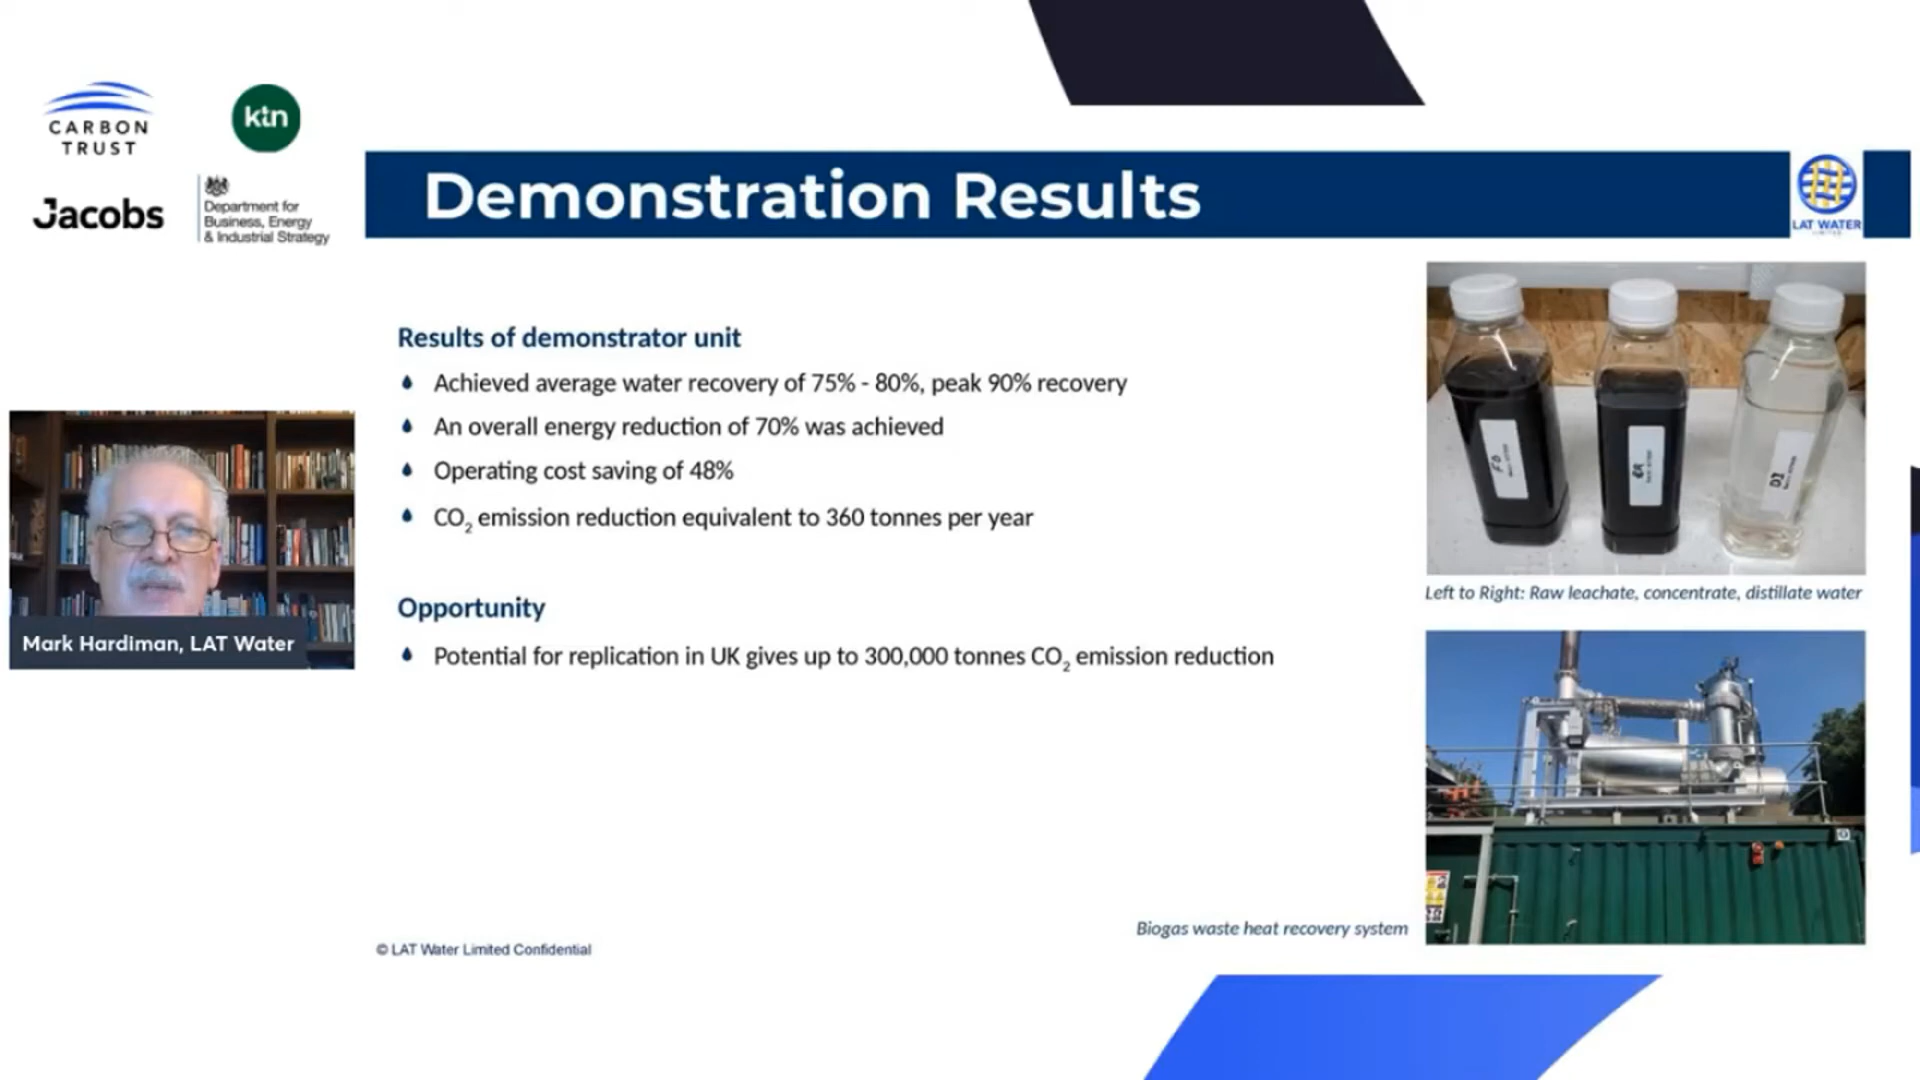 CARBON
TRUST
ktn
Jacobs
Department for
Business, Energy
& Industrial Strategy
Demonstration Results
LAT WATER
LIMITED
Results of demonstrator unit
Achieved average water recovery of 75% - 80%, peak 90% recovery
An overall energy reduction of 70% was achieved
Operating cost saving of 48%
CO2 emission reduction equivalent to 360 tonnes per year
Opportunity
Potential for replication in UK gives up to 300,000 tonnes CO2 emission reduction
Mark Hardiman, LAT Water
Left to Right: Raw leachate, concentrate, distillate water
Biogas waste heat recovery system
© LAT Water Limited Confidential